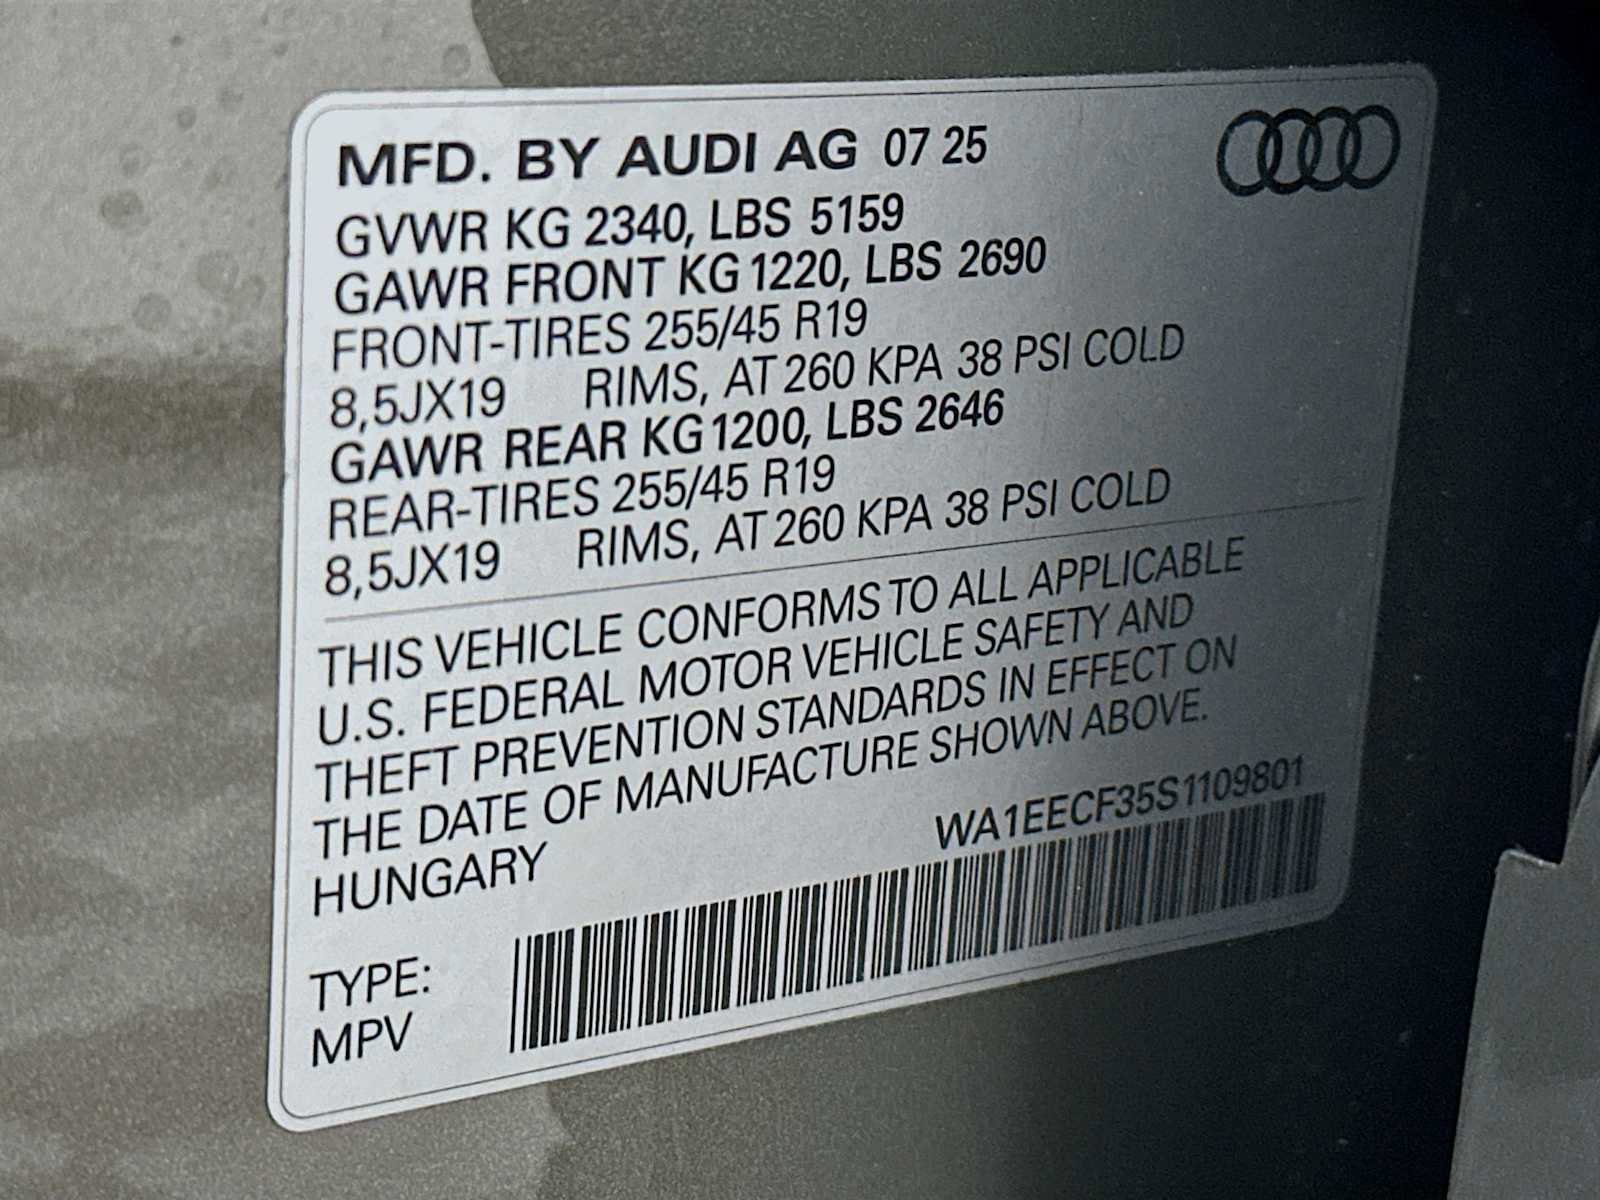 MFD. BY AUDI AG 07 25
GVWR KG 2340, LBS 5159
GAWR FRONT KG 1220, LBS 2690
FRONT-TIRES 255/45 R19
8,5JX19 RIMS, AT 260 KPA 38 PSI COLD
GAWR REAR KG 1200, LBS 2646
REAR-TIRES 255/45 R19
8,5JX19 RIMS, AT 260 KPA 38 PSI COLD
THIS VEHICLE CONFORMS TO ALL APPLICABLE
U.S. FEDERAL MOTOR VEHICLE SAFETY AND
THEFT PREVENTION STANDARDS IN EFFECT ON
THE DATE OF MANUFACTURE SHOWN ABOVE.
HUNGARY
WA1EECF35S1109801
TYPE:
MPV